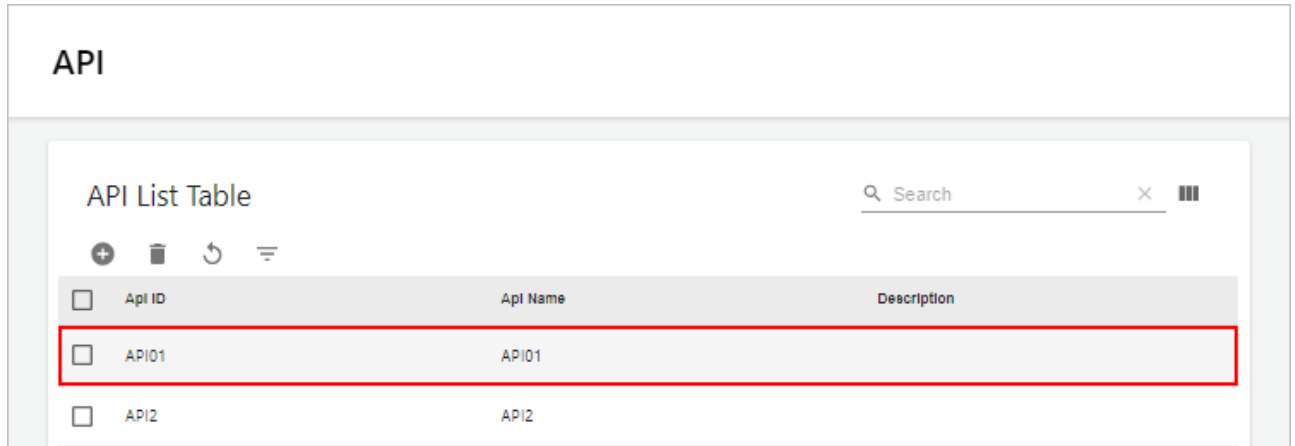 API
API List Table
Search
Api ID Api Name Description
API01 API01
API2 API2